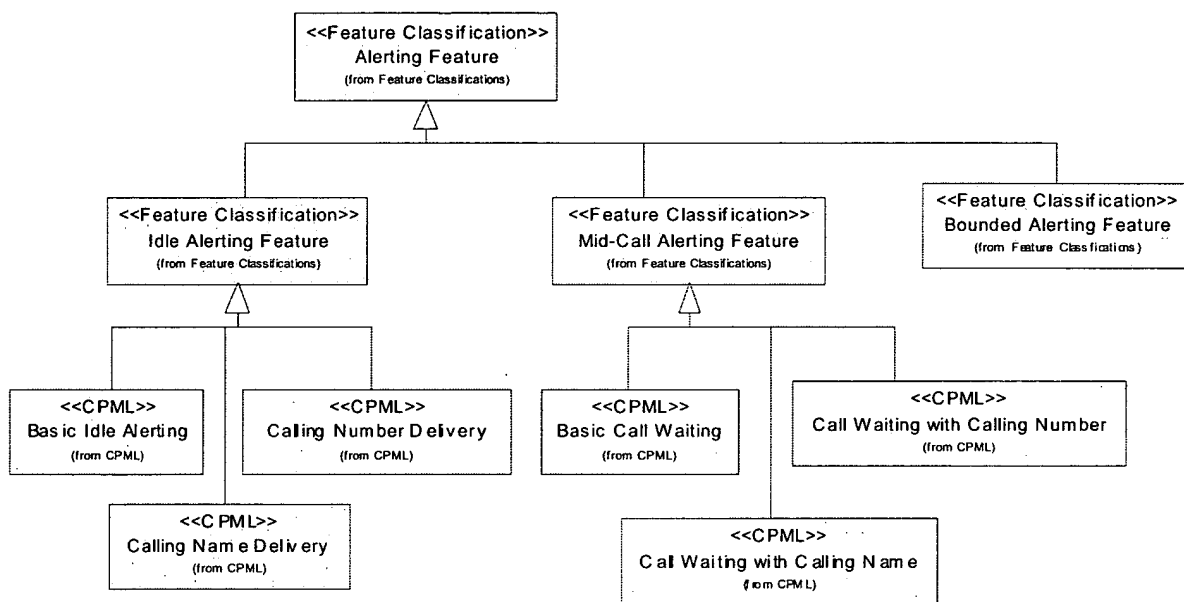 <<Feature Classification>>
Alerting Feature
(from Feature Classifications)
<<Feature Classification>>
Idle Alerting Feature
(from Feature Classifications)
<<Feature Classification>>
Mid-Call Alerting Feature
(from Feature Classifications)
<<Feature Classification>>
Bounded Alerting Feature
(from Feature Classfications)
<<CPML>>
Basic Idle Alerting
(from CPML)
<<CPML>>
Calling Number Delivery
(from CPML)
<<CPML>>
Basic Call Waiting
(from CPML)
<<CPML>>
Call Waiting with Calling Number
(from CPML)
<<CPML>>
Calling Name Delivery
(from CPML)
<<CPML>>
Call Waiting with Calling Name
(from CPML)